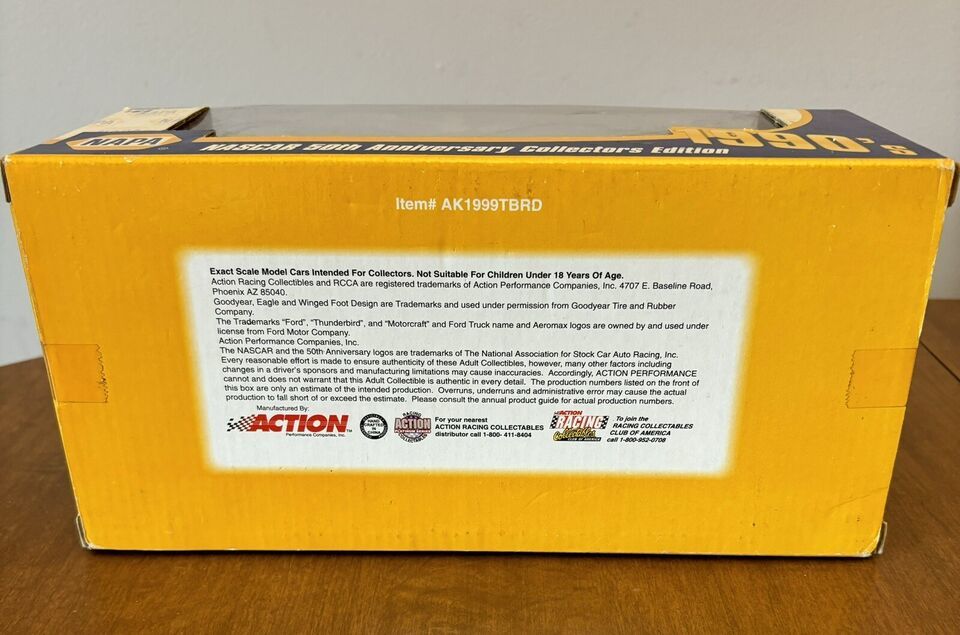 NAPA
NASCAR 50th Anniversary Collectors Edition
1990's
Item# AK1999TBRD
Exact Scale Model Cars Intended For Collectors. Not Suitable For Children Under 18 Years Of Age.
Action Racing Collectibles and RCCA are registered trademarks of Action Performance Companies, Inc. 4707 E. Baseline Road,
Phoenix AZ 85040.
Goodyear, Eagle and Winged Foot Design are Trademarks and used under permission from Goodyear Tire and Rubber
Company.
The Trademarks "Ford", "Thunderbird", and "Motorcraft" and Ford Truck name and Aeromax logos are owned by and used under
license from Ford Motor Company.
Action Performance Companies, Inc.
The NASCAR and the 50th Anniversary logos are trademarks of The National Association for Stock Car Auto Racing, Inc.
Every reasonable effort is made to ensure authenticity of these Adult Collectibles, however, many other factors including
changes in a driver's sponsors and manufacturing limitations may cause inaccuracies. Accordingly, ACTION PERFORMANCE
cannot and does not warrant that this Adult Collectible is authentic in every detail. The production numbers listed on the front of
this box are only an estimate of the intended production. Overruns, underruns and administrative error may cause the actual
production to fall short of or exceed the estimate. Please consult the annual product guide for actual production numbers.
Manufactured By:
ACTION TM
Performance Companies, Inc.
HAND
CRAFTED
IN
CHINA
RACING
ACTION
For your nearest
ACTION RACING COLLECTABLES
distributor call 1-800- 411-8404
ACTION
RACING
Collectables
CLUB OF AMERICA
To join the
RACING COLLECTABLES
CLUB OF AMERICA
call 1-800-952-0708